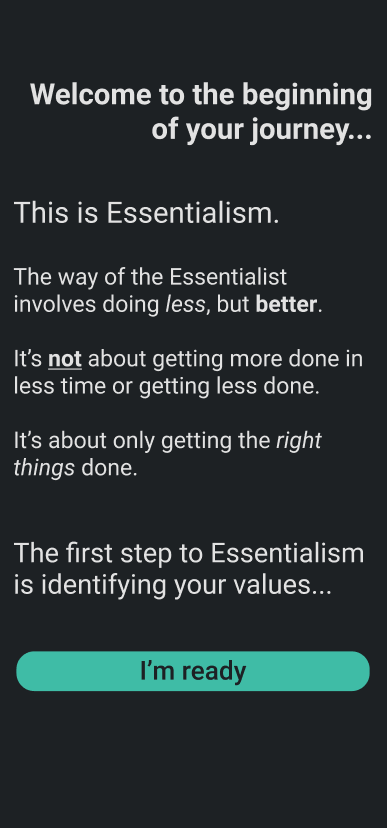 Welcome to the beginning
of your journey...
This is Essentialism.
The way of the Essentialist
involves doing less, but better.
It's not about getting more done in
less time or getting less done.
It's about only getting the right
things done.
The first step to Essentialism
is identifying your values...
I'm ready